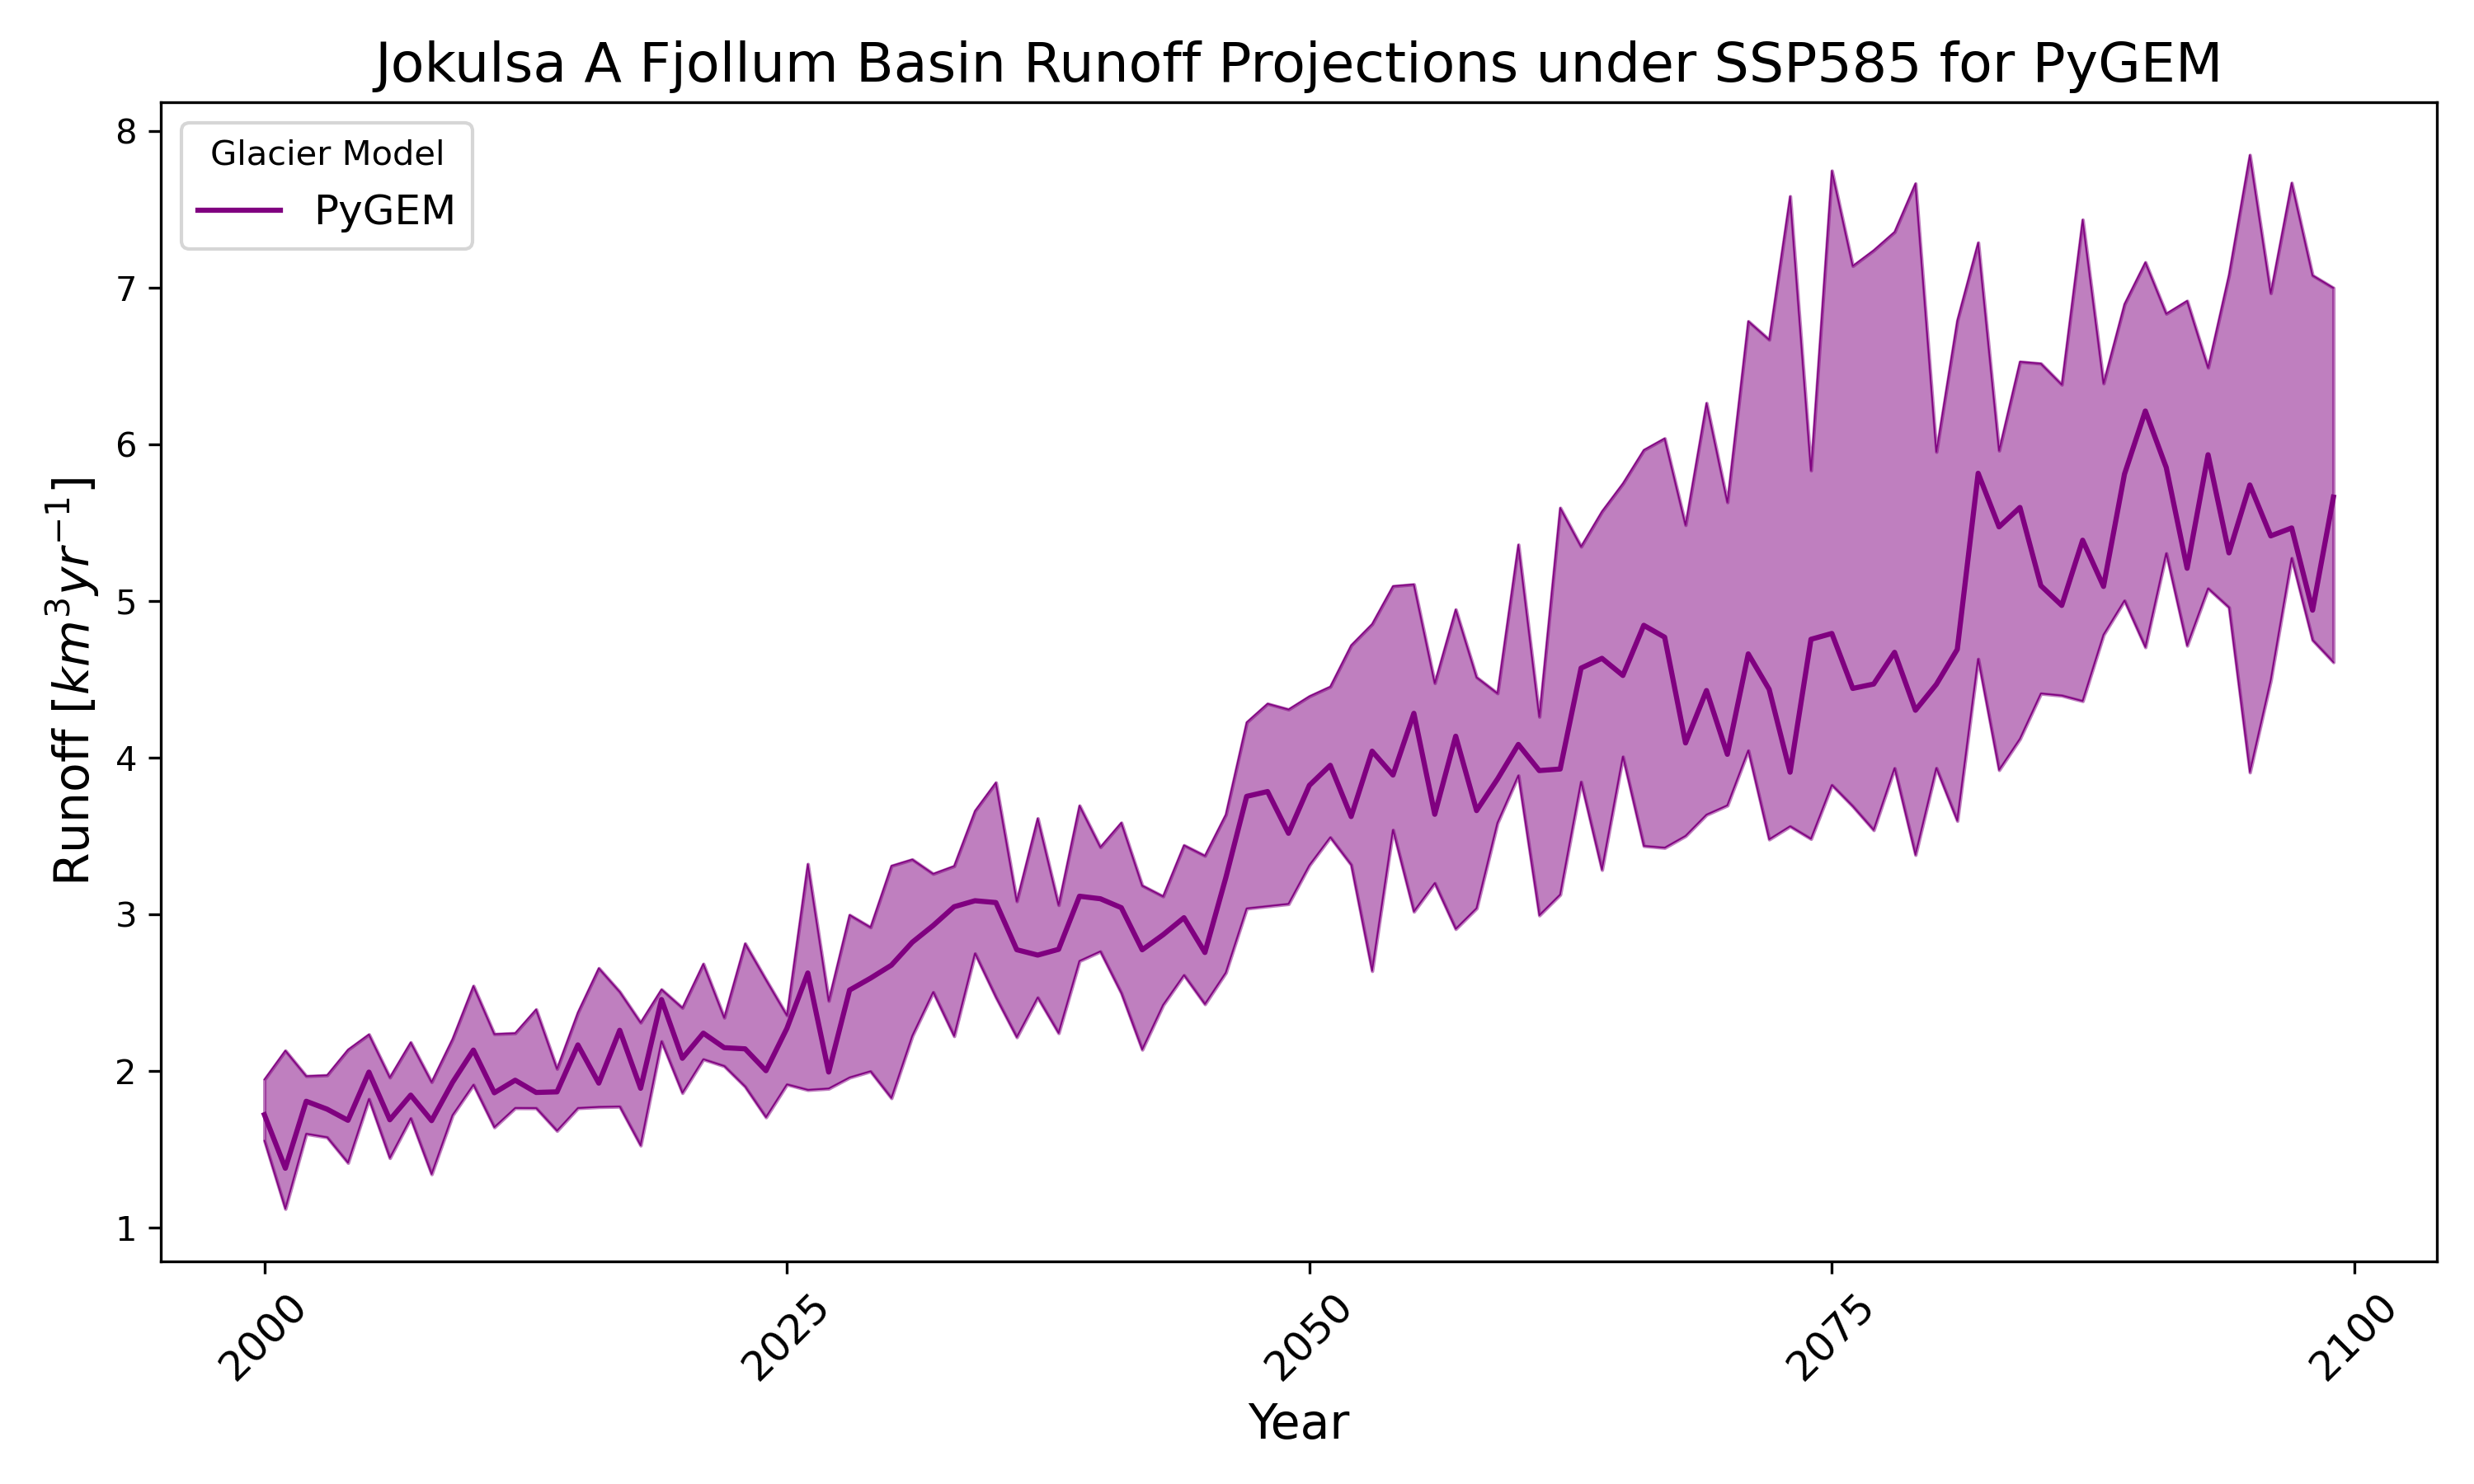 Jokulsa A Fjollum Basin Runoff Projections under SSP585 for PyGEM
Glacier Model
PyGEM
8
7
6
5
4
3
2
1
Runoff [km³yr⁻¹]
2000
2025
2050
2075
2100
Year